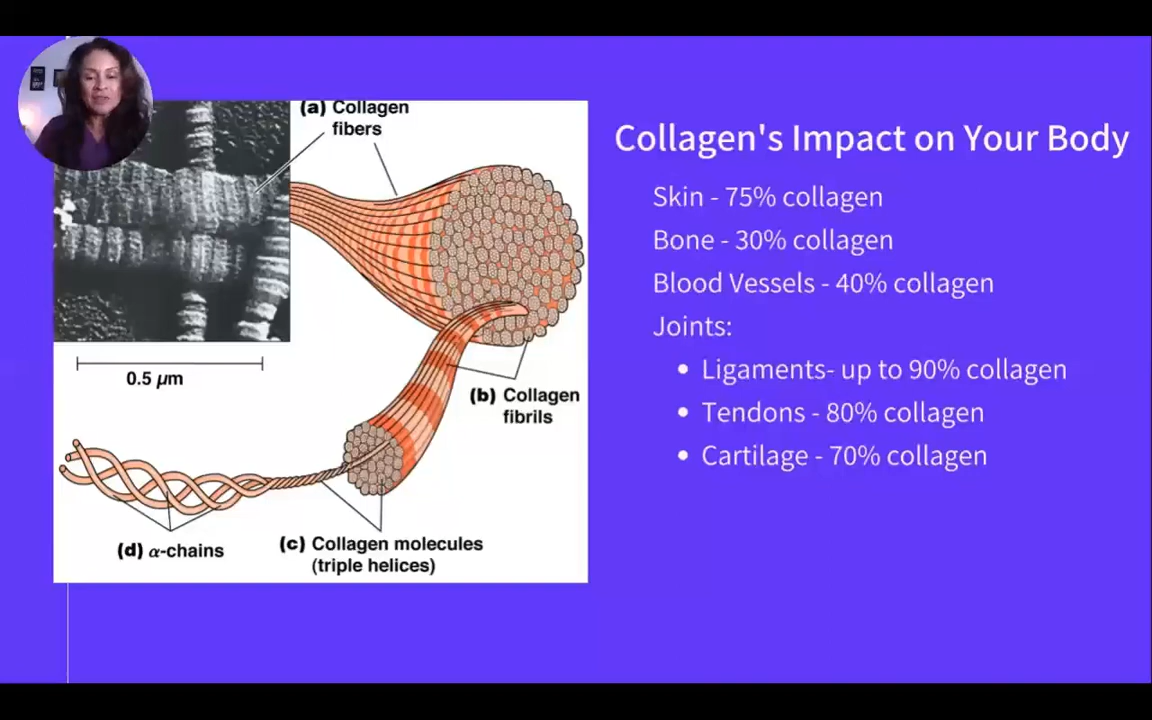 (a) Collagen
fibers
0.5 µm
(b) Collagen
fibrils
(c) Collagen molecules
(triple helices)
(d) α-chains
Collagen's Impact on Your Body
Skin - 75% collagen
Bone - 30% collagen
Blood Vessels - 40% collagen
Joints:
• Ligaments- up to 90% collagen
• Tendons - 80% collagen
• Cartilage - 70% collagen